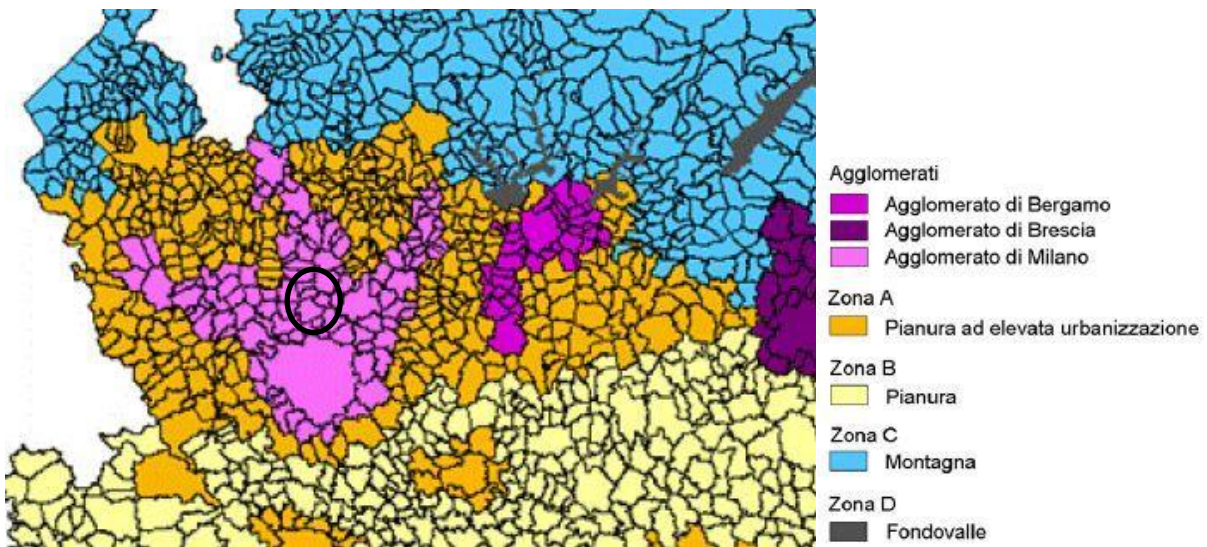 Agglomerati
Agglomerato di Bergamo
Agglomerato di Brescia
Agglomerato di Milano
Zona A
Pianura ad elevata urbanizzazione
Zona B
Pianura
Zona C
Montagna
Zona D
Fondovalle